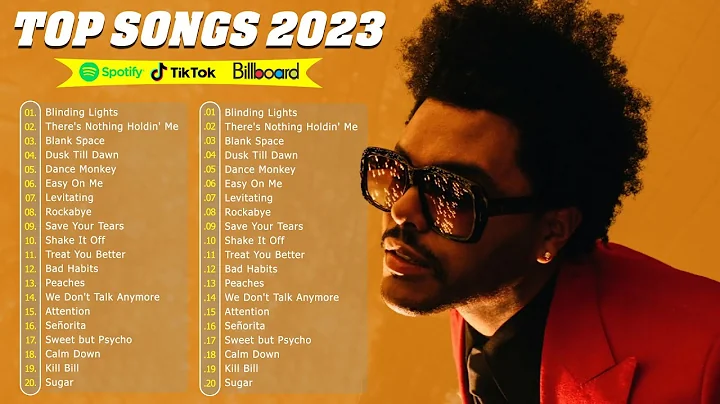 TOP SONGS 2023
Spotify TikTok Billboard
01. Blinding Lights
02. There's Nothing Holdin' Me
03. Blank Space
04. Dusk Till Dawn
05. Dance Monkey
06. Easy On Me
07. Levitating
08. Rockabye
09. Save Your Tears
10. Shake It Off
11. Treat You Better
12. Bad Habits
13. Peaches
14. We Don't Talk Anymore
15. Attention
16. Señorita
17. Sweet but Psycho
18. Calm Down
19. Kill Bill
20. Sugar
.01 Blinding Lights
.02 There's Nothing Holdin' Me
.03 Blank Space
.04 Dusk Till Dawn
.05 Dance Monkey
.06 Easy On Me
.07 Levitating
.08 Rockabye
.09 Save Your Tears
.10 Shake It Off
.11 Treat You Better
.12 Bad Habits
.13 Peaches
.14 We Don't Talk Anymore
.15 Attention
.16 Señorita
.17 Sweet but Psycho
.18 Calm Down
.19 Kill Bill
.20 Sugar